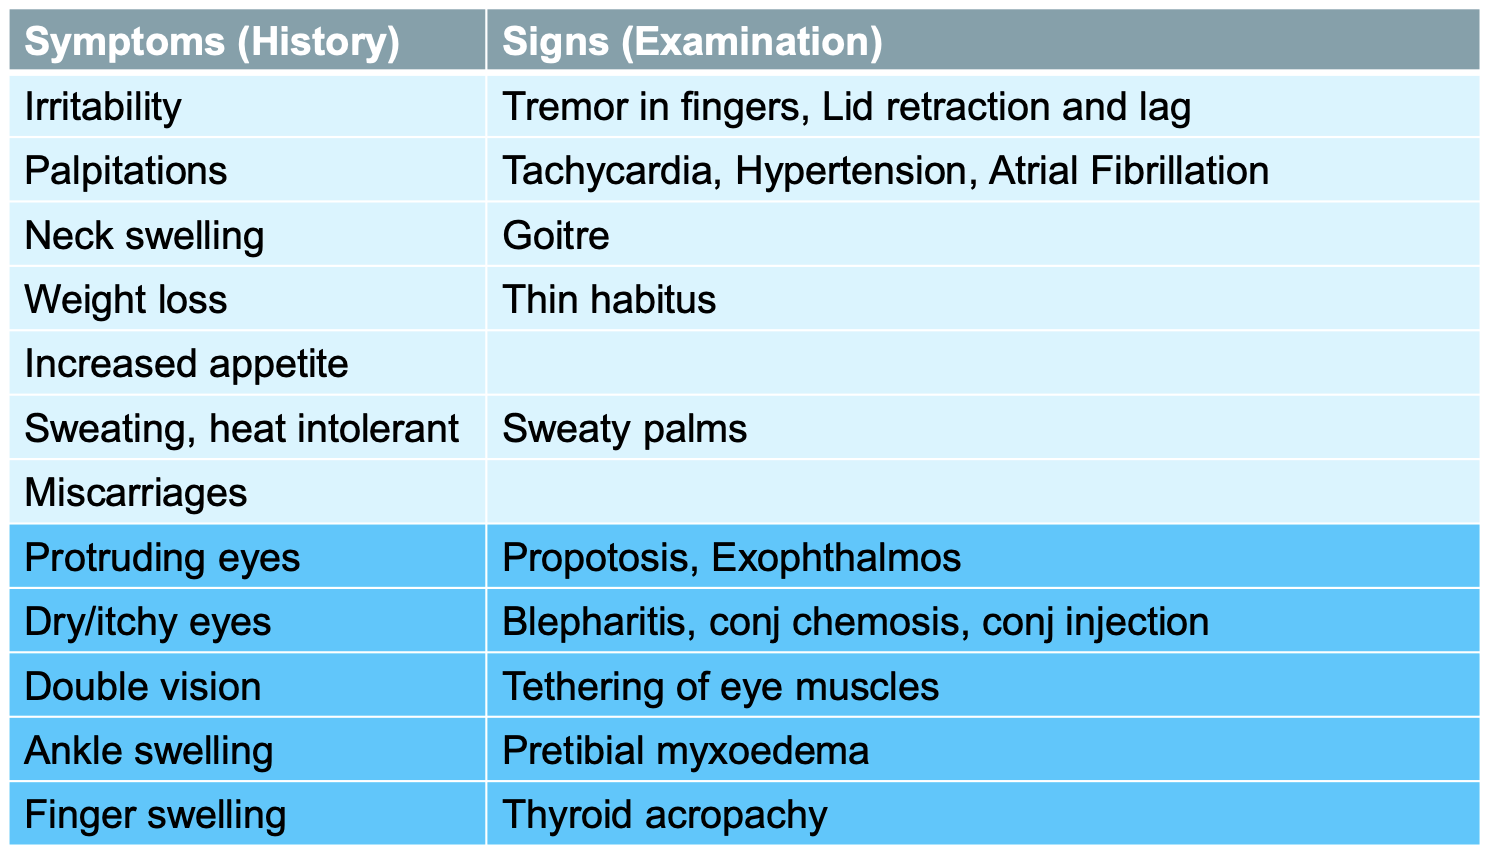 Symptoms (History) Signs (Examination)
Irritability Tremor in fingers, Lid retraction and lag
Palpitations Tachycardia, Hypertension, Atrial Fibrillation
Neck swelling Goitre
Weight loss Thin habitus
Increased appetite
Sweating, heat intolerant Sweaty palms
Miscarriages
Protruding eyes Propotosis, Exophthalmos
Dry/itchy eyes Blepharitis, conj chemosis, conj injection
Double vision Tethering of eye muscles
Ankle swelling Pretibial myxoedema
Finger swelling Thyroid acropachy